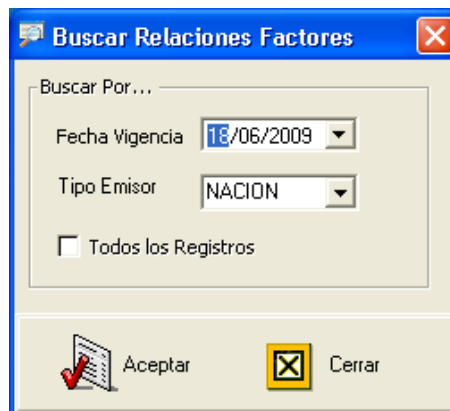 Buscar Relaciones Factores
Buscar Por...
Fecha Vigencia 18/06/2009
Tipo Emisor NACION
Todos los Registros
Aceptar Cerrar